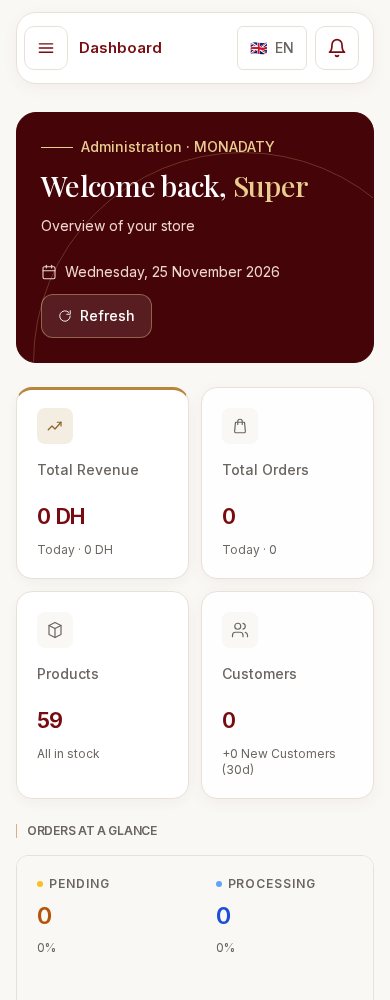 Dashboard
EN
Administration · MONADATY
Welcome back, Super
Overview of your store
Wednesday, 25 November 2026
Refresh
Total Revenue
0 DH
Today · 0 DH
Total Orders
0
Today · 0
Products
59
All in stock
Customers
0
+0 New Customers
(30d)
ORDERS AT A GLANCE
PENDING
0
0%
PROCESSING
0
0%